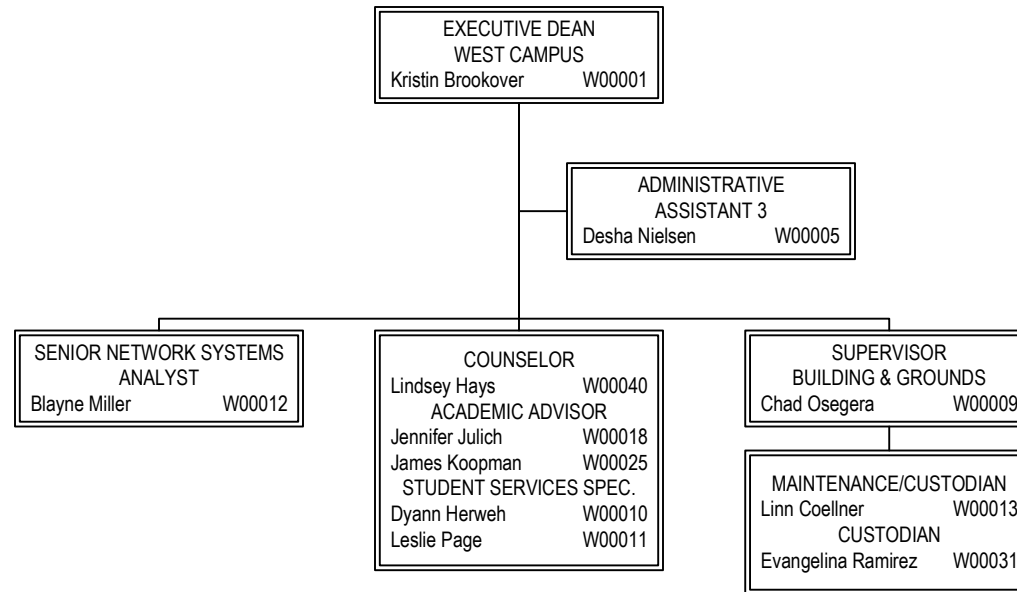 EXECUTIVE DEAN
WEST CAMPUS
Kristin Brookover W00001
ADMINISTRATIVE
ASSISTANT 3
Desha Nielsen W00005
SENIOR NETWORK SYSTEMS
ANALYST
Blayne Miller W00012
COUNSELOR
Lindsey Hays W00040
ACADEMIC ADVISOR
Jennifer Julich W00018
James Koopman W00025
STUDENT SERVICES SPEC.
Dyann Herweh W00010
Leslie Page W00011
SUPERVISOR
BUILDING & GROUNDS
Chad Osegera W00009
MAINTENANCE/CUSTODIAN
Linn Coellner W00013
CUSTODIAN
Evangelina Ramirez W00031